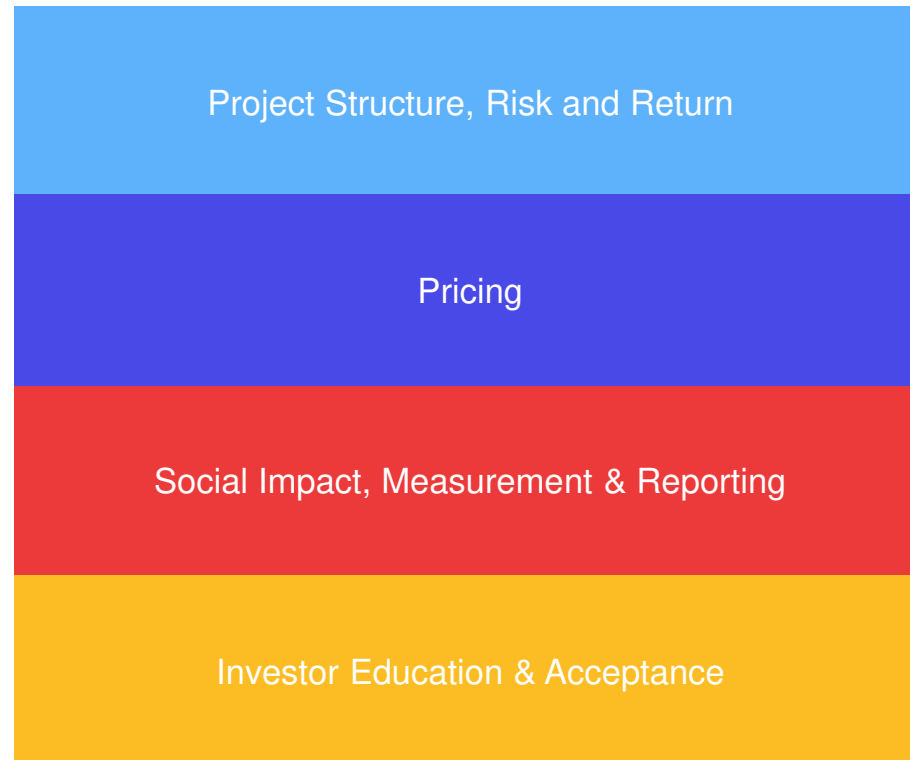 Project Structure, Risk and Return
Pricing
Social Impact, Measurement & Reporting
Investor Education & Acceptance